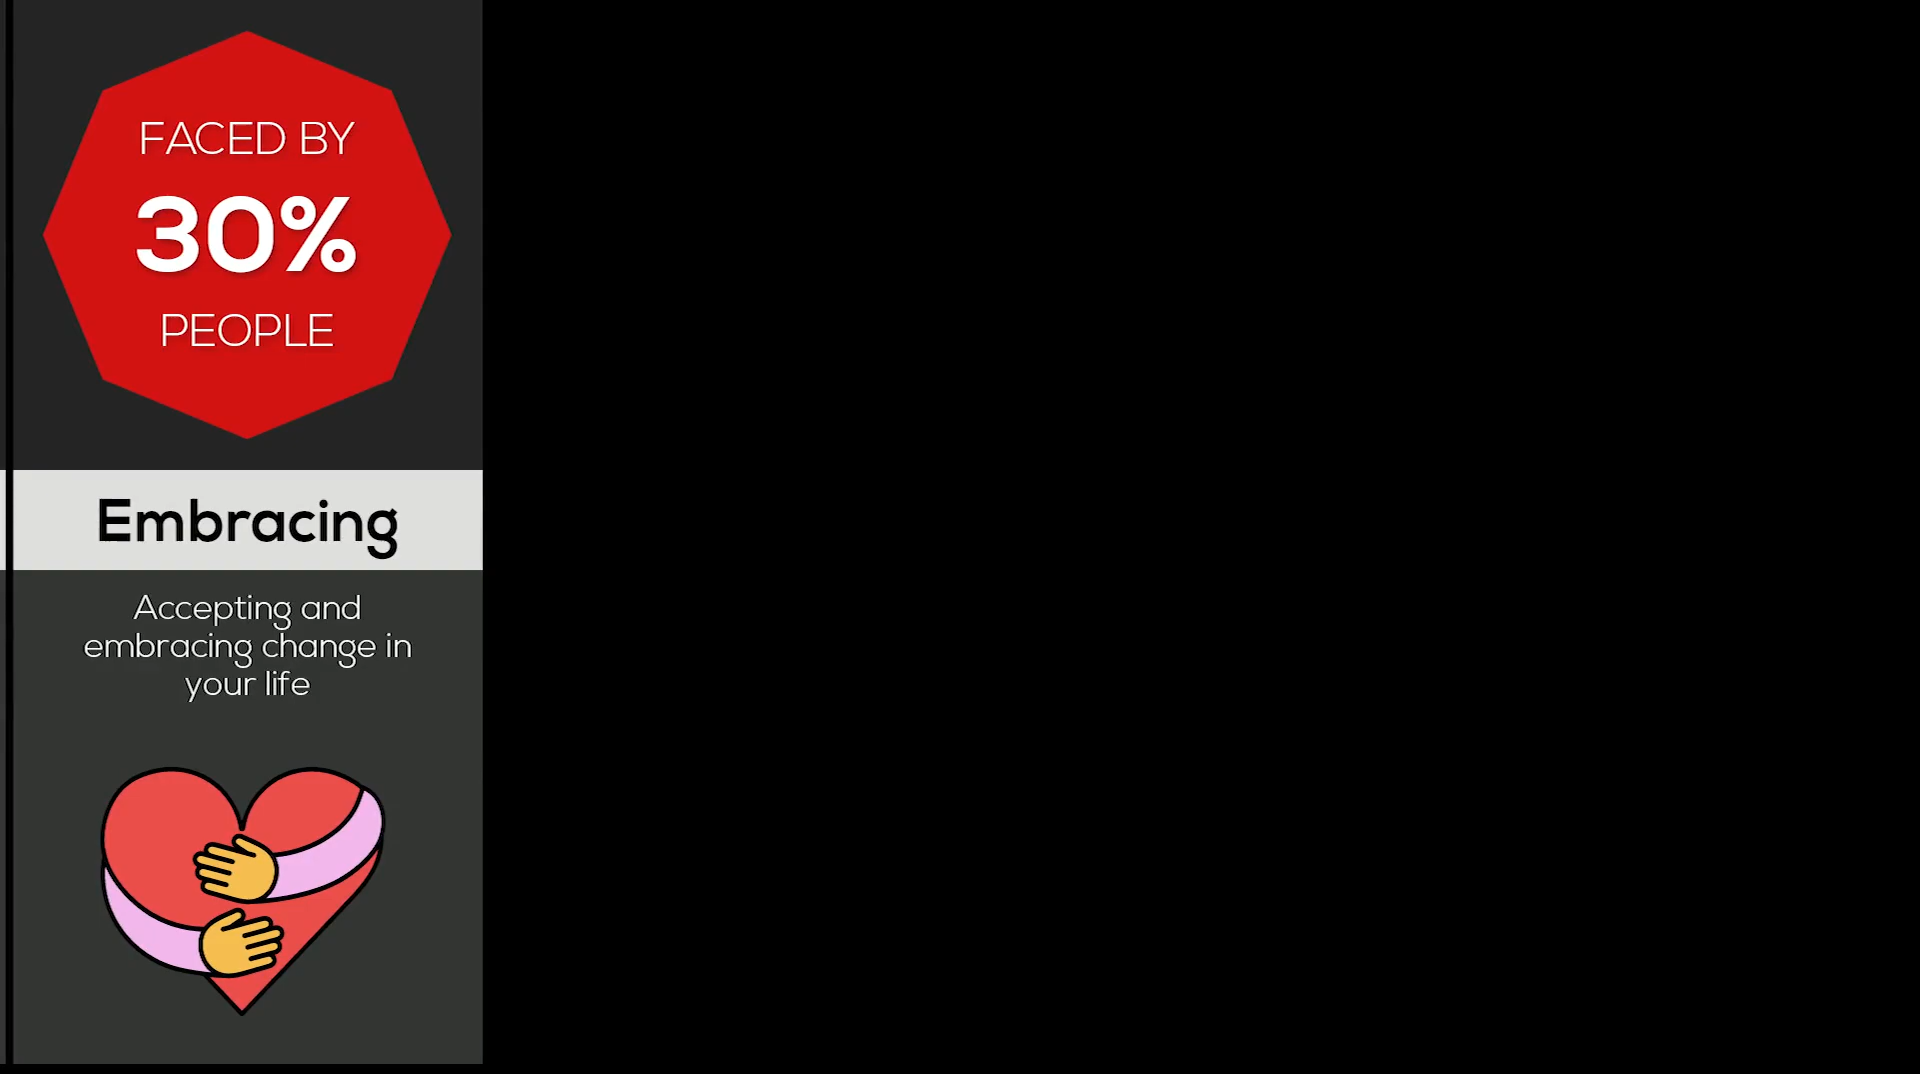 FACED BY
30%
PEOPLE
Embracing
Accepting and
embracing change in
your life